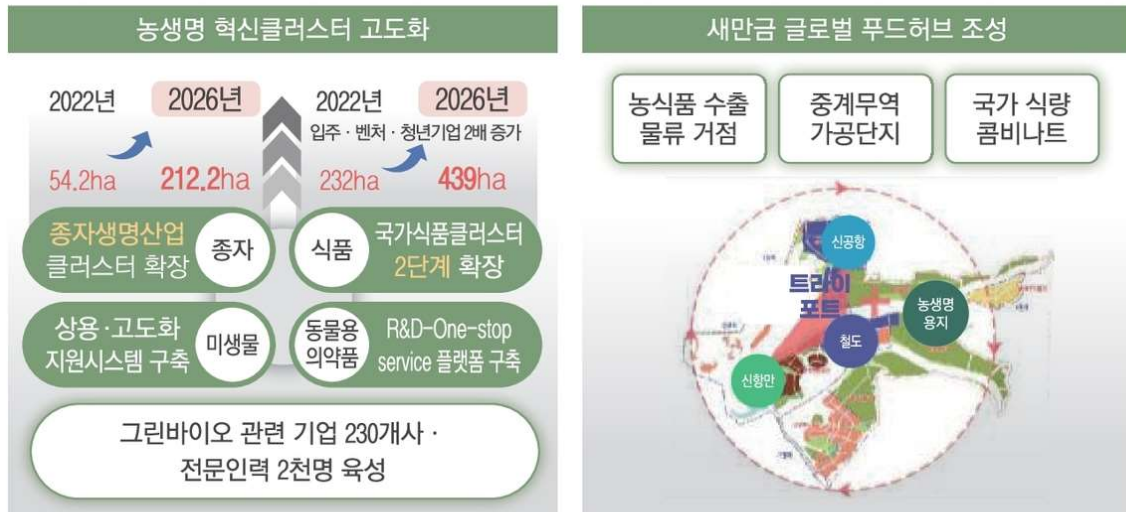 농생명 혁신클러스터 고도화
2022년
2026년
2022년
2026년
입주·벤처·청년기업 2배 증가
54.2ha
212.2ha
232ha
439ha
종자생명산업
클러스터 확장
종자
식품
국가식품클러스터
2단계 확장
상용·고도화
지원시스템 구축
미생물
동물용
의약품
R&D-One-stop
service 플랫폼 구축
그린바이오 관련 기업 230개사·
전문인력 2천명 육성
새만금 글로벌 푸드허브 조성
농식품 수출
물류 거점
중계무역
가공단지
국가 식량
콤비나트
신공항
트라이
포트
농생명
용지
철도
신항만